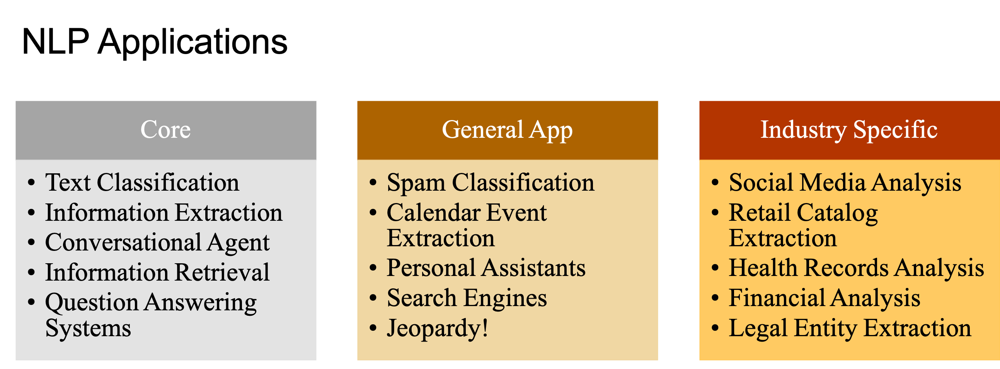 NLP Applications
Core
• Text Classification
• Information Extraction
• Conversational Agent
• Information Retrieval
• Question Answering
Systems
General App
• Spam Classification
• Calendar Event
Extraction
• Personal Assistants
• Search Engines
• Jeopardy!
Industry Specific
• Social Media Analysis
• Retail Catalog
Extraction
• Health Records Analysis
• Financial Analysis
• Legal Entity Extraction